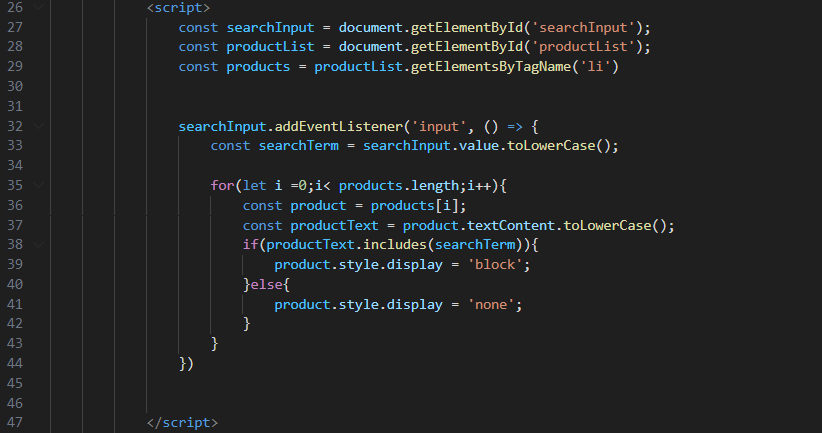 26 <script>
27 const searchInput = document.getElementById('searchInput');
28 const productList = document.getElementById('productList');
29 const products = productList.getElementsByTagName('li')
30
31
32 searchInput.addEventListener('input', () => {
33 const searchTerm = searchInput.value.toLowerCase();
34
35 for(let i =0;i< products.length;i++){
36 const product = products[i];
37 const productText = product.textContent.toLowerCase();
38 if(productText.includes(searchTerm)){
39 product.style.display = 'block';
40 }else{
41 product.style.display = 'none';
42 }
43 }
44 })
45
46
47 </script>